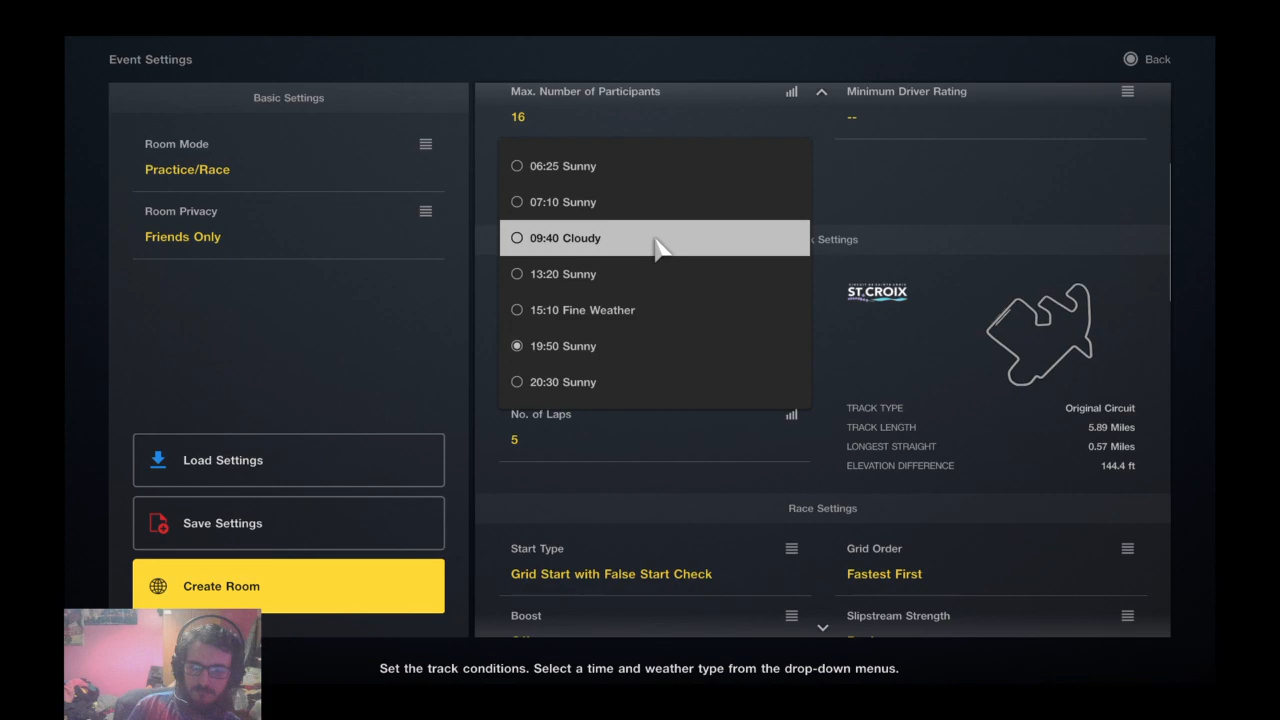 Event Settings
Back
Basic Settings
Room Mode
Practice/Race
Room Privacy
Friends Only
Load Settings
Save Settings
Create Room
Max. Number of Participants
16
Minimum Driver Rating
--
06:25 Sunny
07:10 Sunny
09:40 Cloudy
13:20 Sunny
15:10 Fine Weather
19:50 Sunny
20:30 Sunny
Settings
ST.CROIX
TRACK TYPE Original Circuit
TRACK LENGTH 5.89 Miles
LONGEST STRAIGHT 0.57 Miles
ELEVATION DIFFERENCE 144.4 ft
No. of Laps
5
Race Settings
Start Type
Grid Start with False Start Check
Grid Order
Fastest First
Boost
Slipstream Strength
Set the track conditions. Select a time and weather type from the drop-down menus.